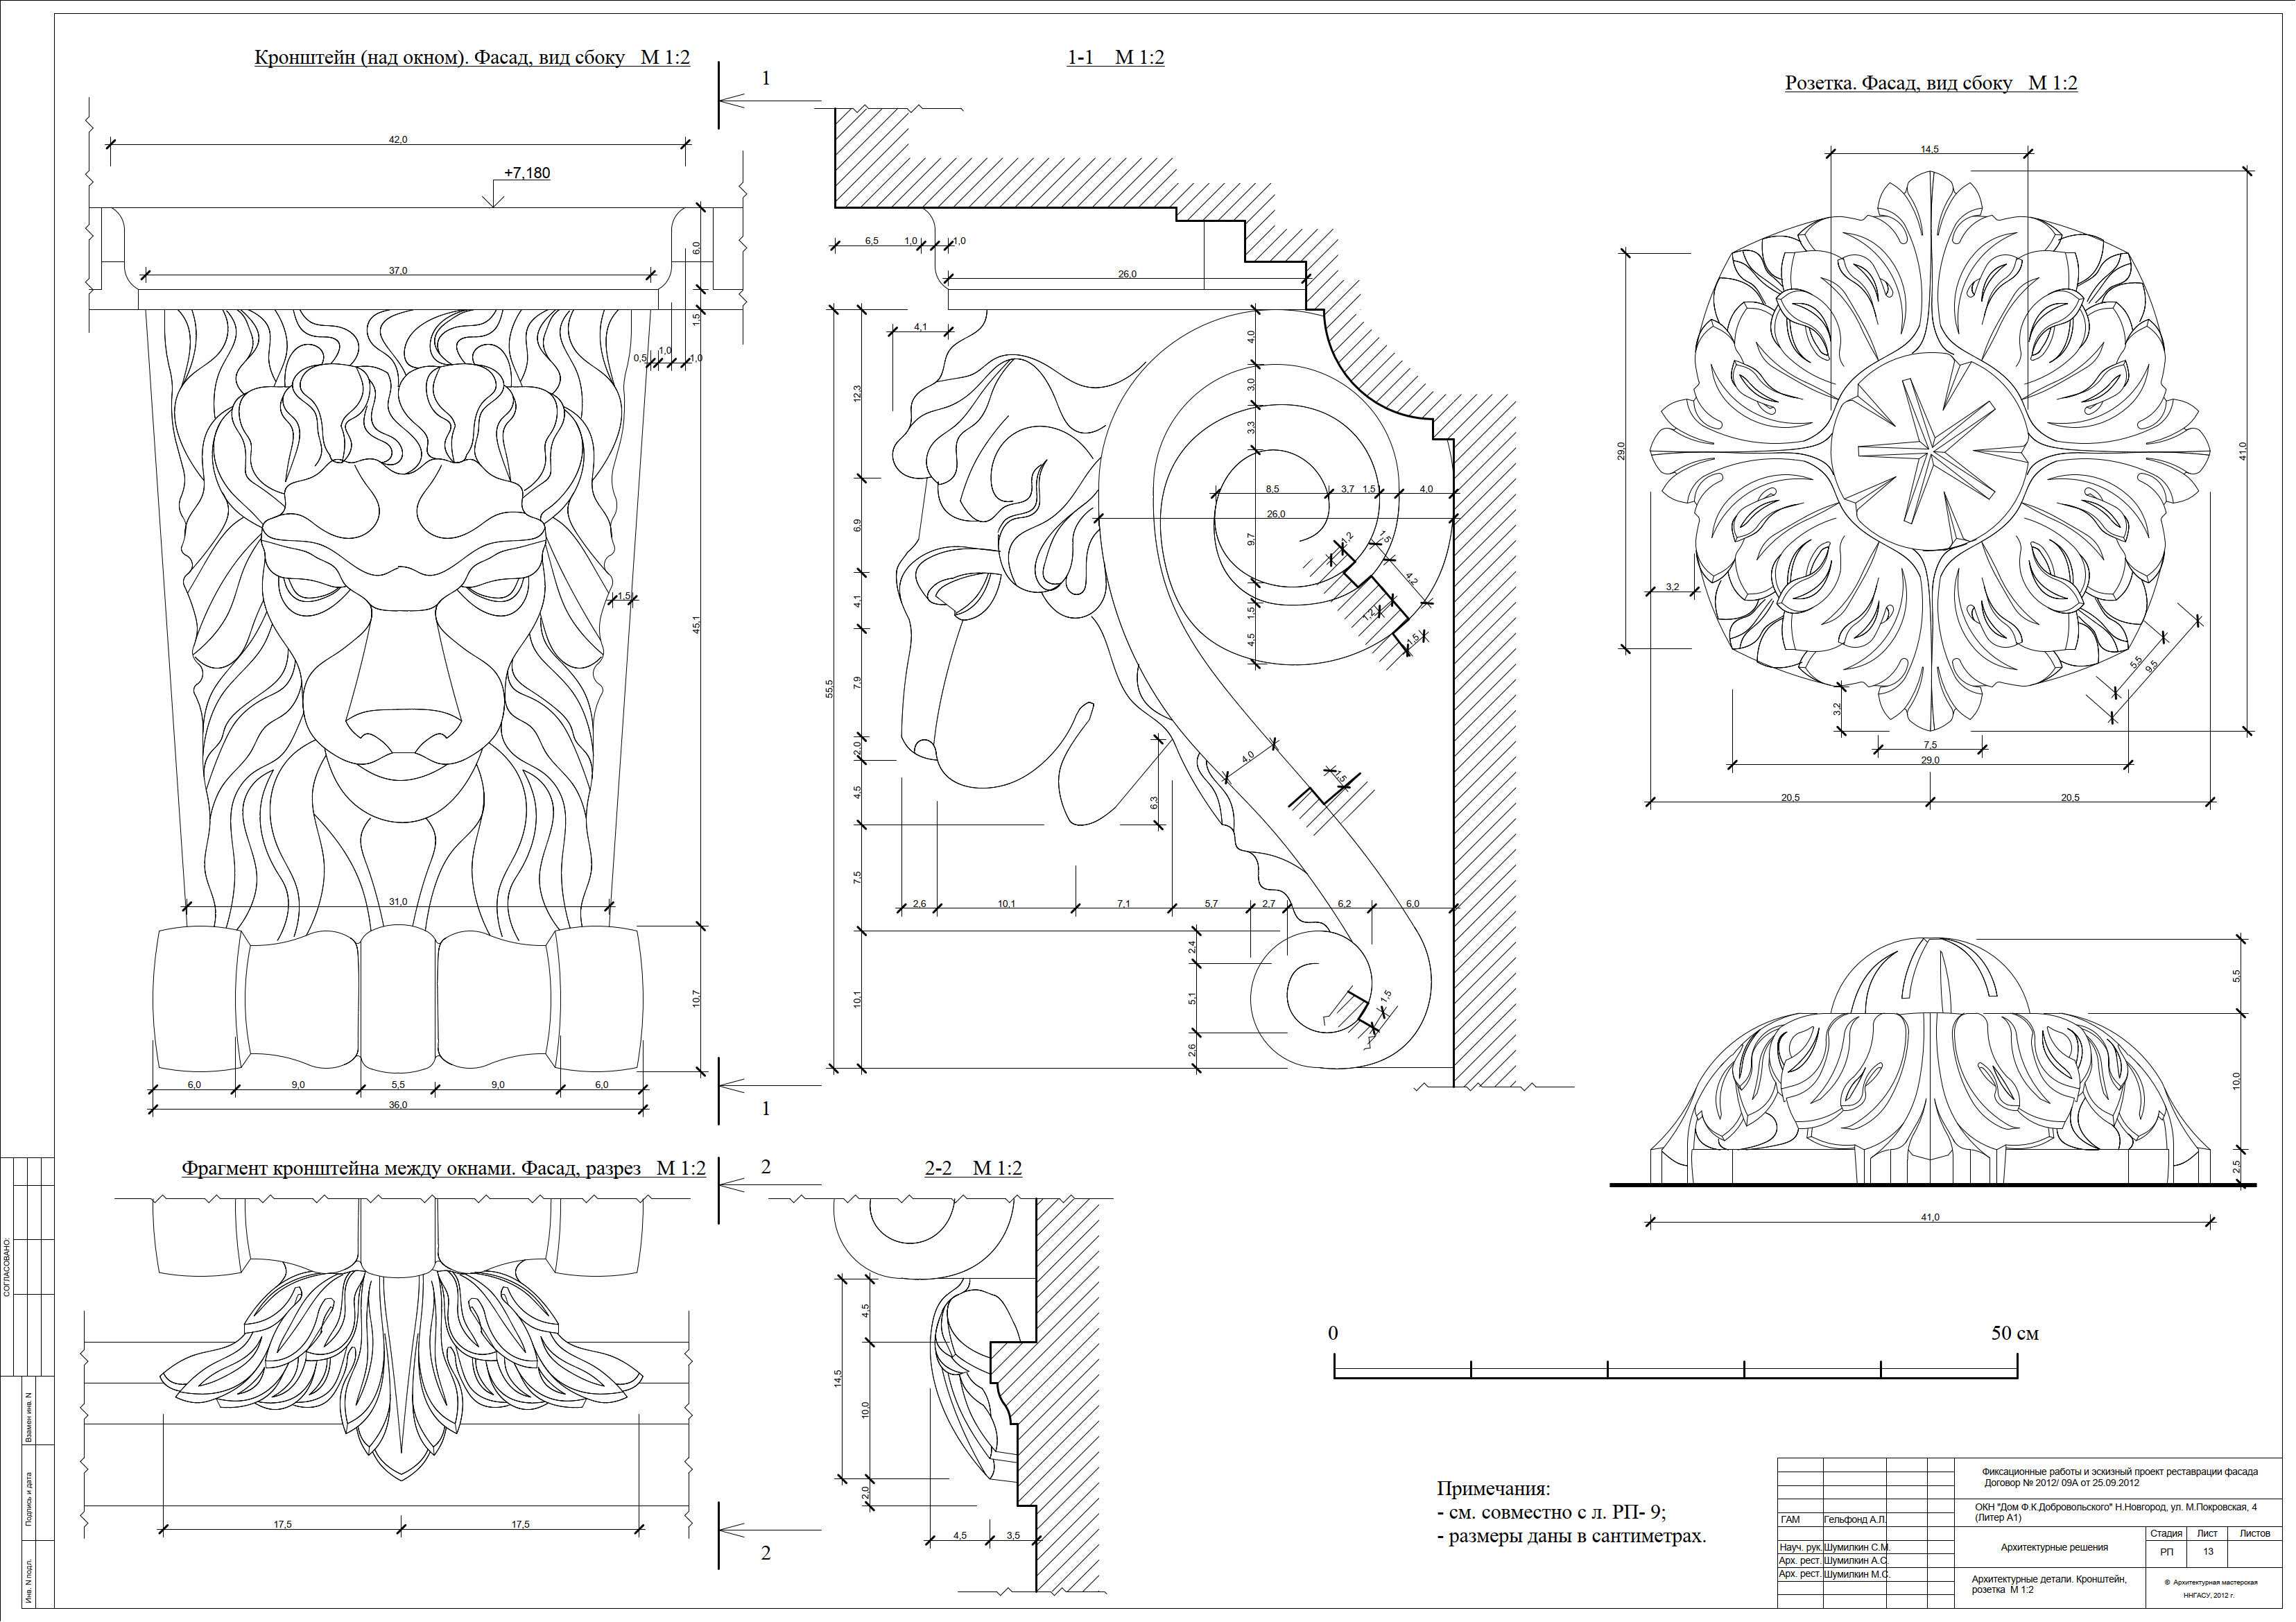 Кронштейн (над окном). Фасад, вид сбоку М 1:2
1
42,0
+7,180
6,0
37,0
1,5
0,5
1,0
1,0
1,5
45,1
31,0
10,7
6,0 9,0 5,5 9,0 6,0
36,0
1
1-1 М 1:2
6,5 1,0 1,0
26,0
4,1
4,0
3,0
12,3
3,3
8,5 3,7 1,5 4,0
26,0
6,9
9,7
1,2
1,5
4,2
4,1
1,5
1,2
1,5
4,5
55,5
7,9
2,0
4,0
1,5
4,5
6,3
7,5
2,6 10,1 7,1 5,7 2,7 6,2 6,0
2,4
10,1
5,1
1,5
2,6
Розетка. Фасад, вид сбоку М 1:2
14,5
29,0
41,0
3,2
5,5
9,5
3,2
7,5
29,0
20,5 20,5
5,5
10,0
2,5
41,0
Фрагмент кронштейна между окнами. Фасад, разрез М 1:2
2
17,5 17,5
2
2-2 М 1:2
4,5
14,5
10,0
2,0
4,5 3,5
0 50 см
Примечания:
- см. совместно с л. РП- 9;
- размеры даны в сантиметрах.
СОГЛАСОВАНО:
Взамен инв. N
Подпись и дата
Инв. N подл.
Фиксационные работы и эскизный проект реставрации фасада
Договор № 2012/ 09А от 25.09.2012
ОКН "Дом Ф.К.Добровольского" Н.Новгород, ул. М.Покровская, 4
(Литер А1)
ГАМ Гельфонд А.Л.
Науч. рук. Шумилкин С.М.
Арх. рест. Шумилкин А.С.
Арх. рест. Шумилкин М.С.
Архитектурные решения
Стадия Лист Листов
РП 13
Архитектурные детали. Кронштейн,
розетка М 1:2
® Архитектурная мастерская
ННГАСУ, 2012 г.